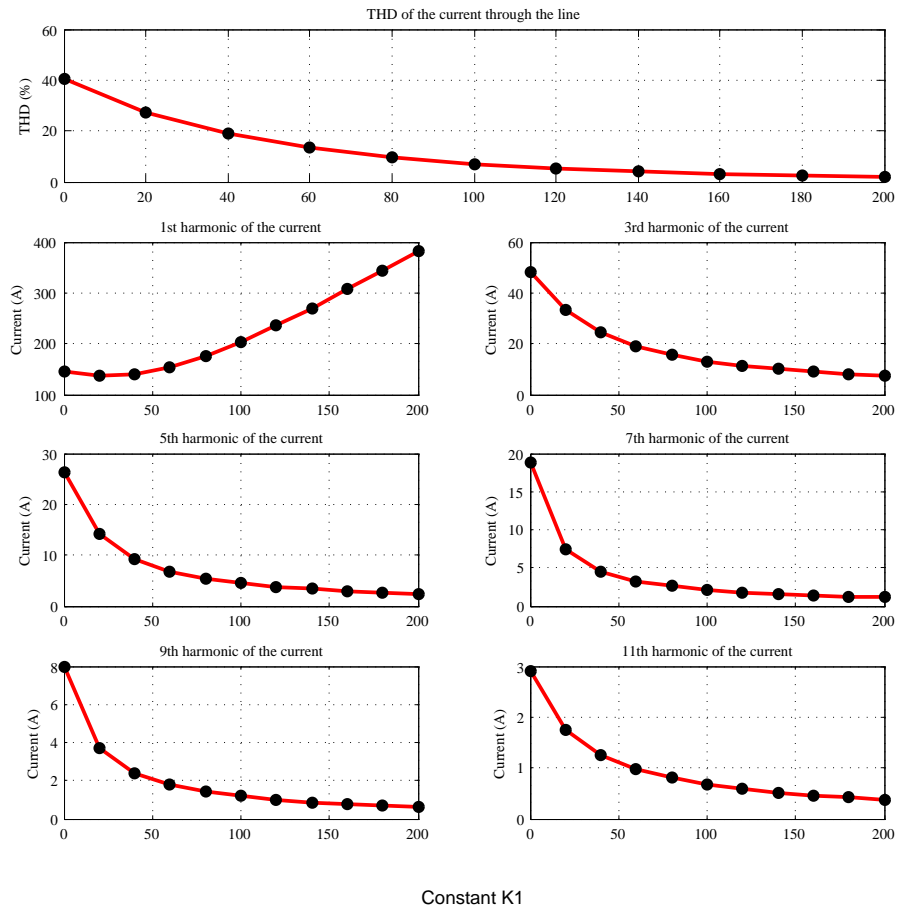 THD of the current through the line
THD (%)
60
40
20
0
0 20 40 60 80 100 120 140 160 180 200
1st harmonic of the current
Current (A)
400
300
200
100
0 50 100 150 200
3rd harmonic of the current
Current (A)
60
40
20
0
0 50 100 150 200
5th harmonic of the current
Current (A)
30
20
10
0
0 50 100 150 200
7th harmonic of the current
Current (A)
20
15
10
5
0
0 50 100 150 200
9th harmonic of the current
Current (A)
8
6
4
2
0
0 50 100 150 200
11th harmonic of the current
Current (A)
3
2
1
0
0 50 100 150 200
Constant K1